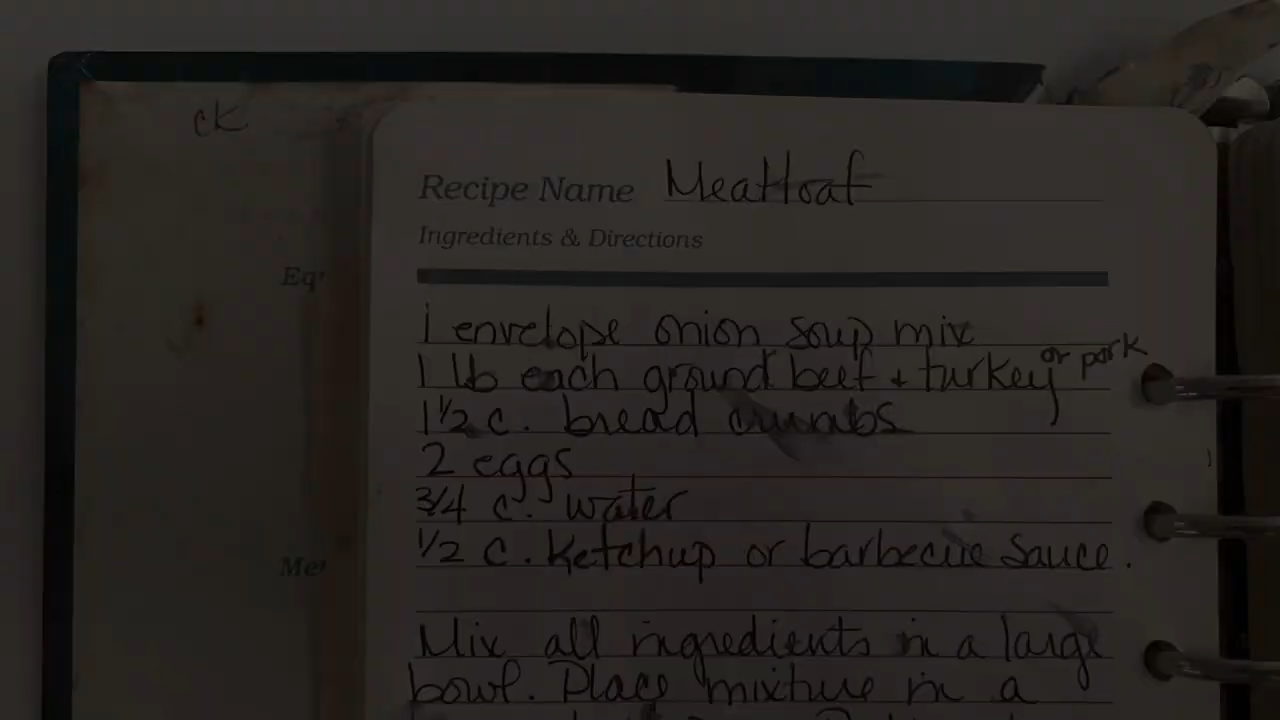 ck
Recipe Name Meatloaf
Ingredients & Directions
Eq
1 envelope onion soup mix
1 lb each ground beef + turkey or pork
1 1/2 c. bread crumbs
2 eggs
3/4 c. water
1/2 c. Ketchup or barbecue sauce.
Me
Mix all ingredients in a large
bowl. Place mixture in a